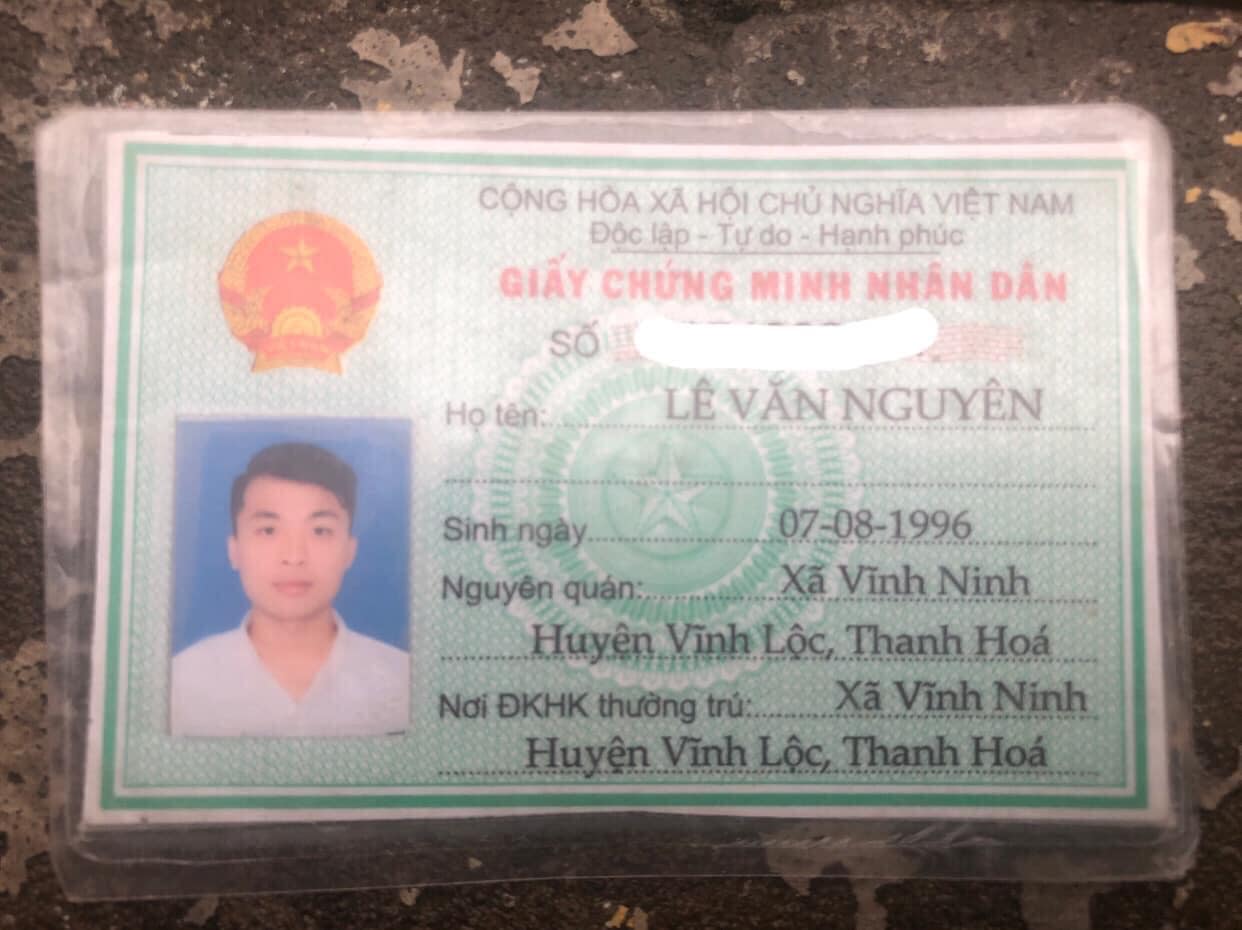 CỘNG HÒA XÃ HỘI CHỦ NGHĨA VIỆT NAM
Độc lập - Tự do - Hạnh phúc
GIẤY CHỨNG MINH NHÂN DÂN
SỐ
Họ tên: LÊ VĂN NGUYÊN
Sinh ngày 07-08-1996
Nguyên quán: Xã Vĩnh Ninh
Huyện Vĩnh Lộc, Thanh Hoá
Nơi ĐKHK thường trú: Xã Vĩnh Ninh
Huyện Vĩnh Lộc, Thanh Hoá